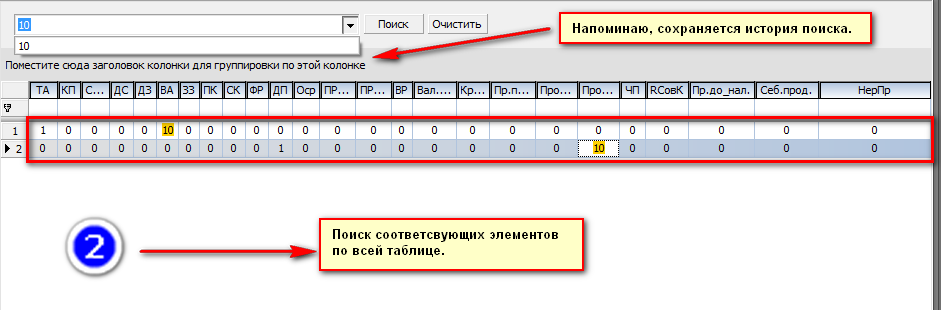 10 Поиск Очистить
Напоминаю, сохраняется история поиска.
10
Поместите сюда заголовок колонки для группировки по этой колонке
ТА КП С... ДС ДЗ ВА ЗЗ ПК СК ФР ДП Оср ПР... ПР... ВР Вал.... Кр... Пр.п... Про... Про... ЧП RСовК Пр.до_нал. Себ.прод. НерПр
1 1 0 0 0 0 10 0 0 0 0 0 0 0 0 0 0 0 0 0 0 0 0 0 0 0
2 0 0 0 0 0 0 0 0 0 0 1 0 0 0 0 0 0 0 0 10 0 0 0 0 0
2
Поиск соответсвующих элементов
по всей таблице.